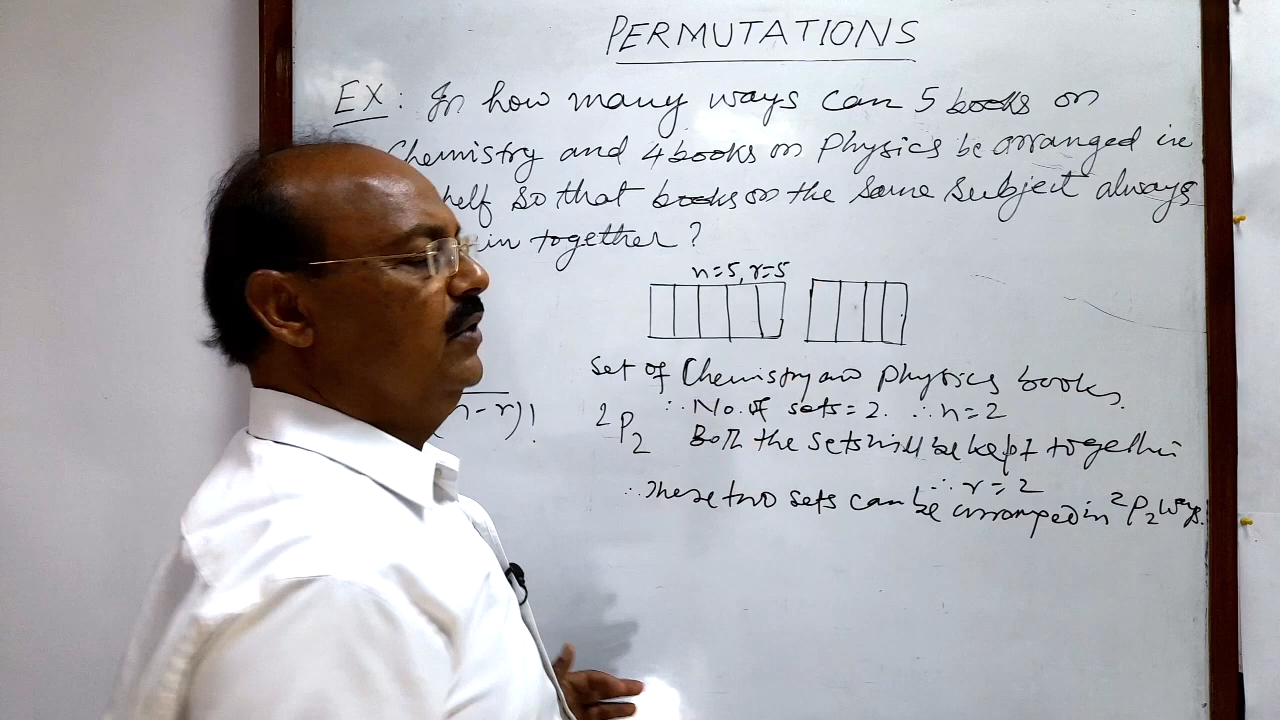 PERMUTATIONS
EX: In how many ways can 5 books on
Chemistry and 4 books on Physics be arranged in
helf so that books on the same subject always
in together?
n=5, r=5
Set of Chemistry and Physics books.
∴ No. of sets = 2. ∴ n=2
(n-r)!
²P₂ Both the sets will be kept together
∴ r=2
∴ These two sets can be arranged in ²P₂ ways.